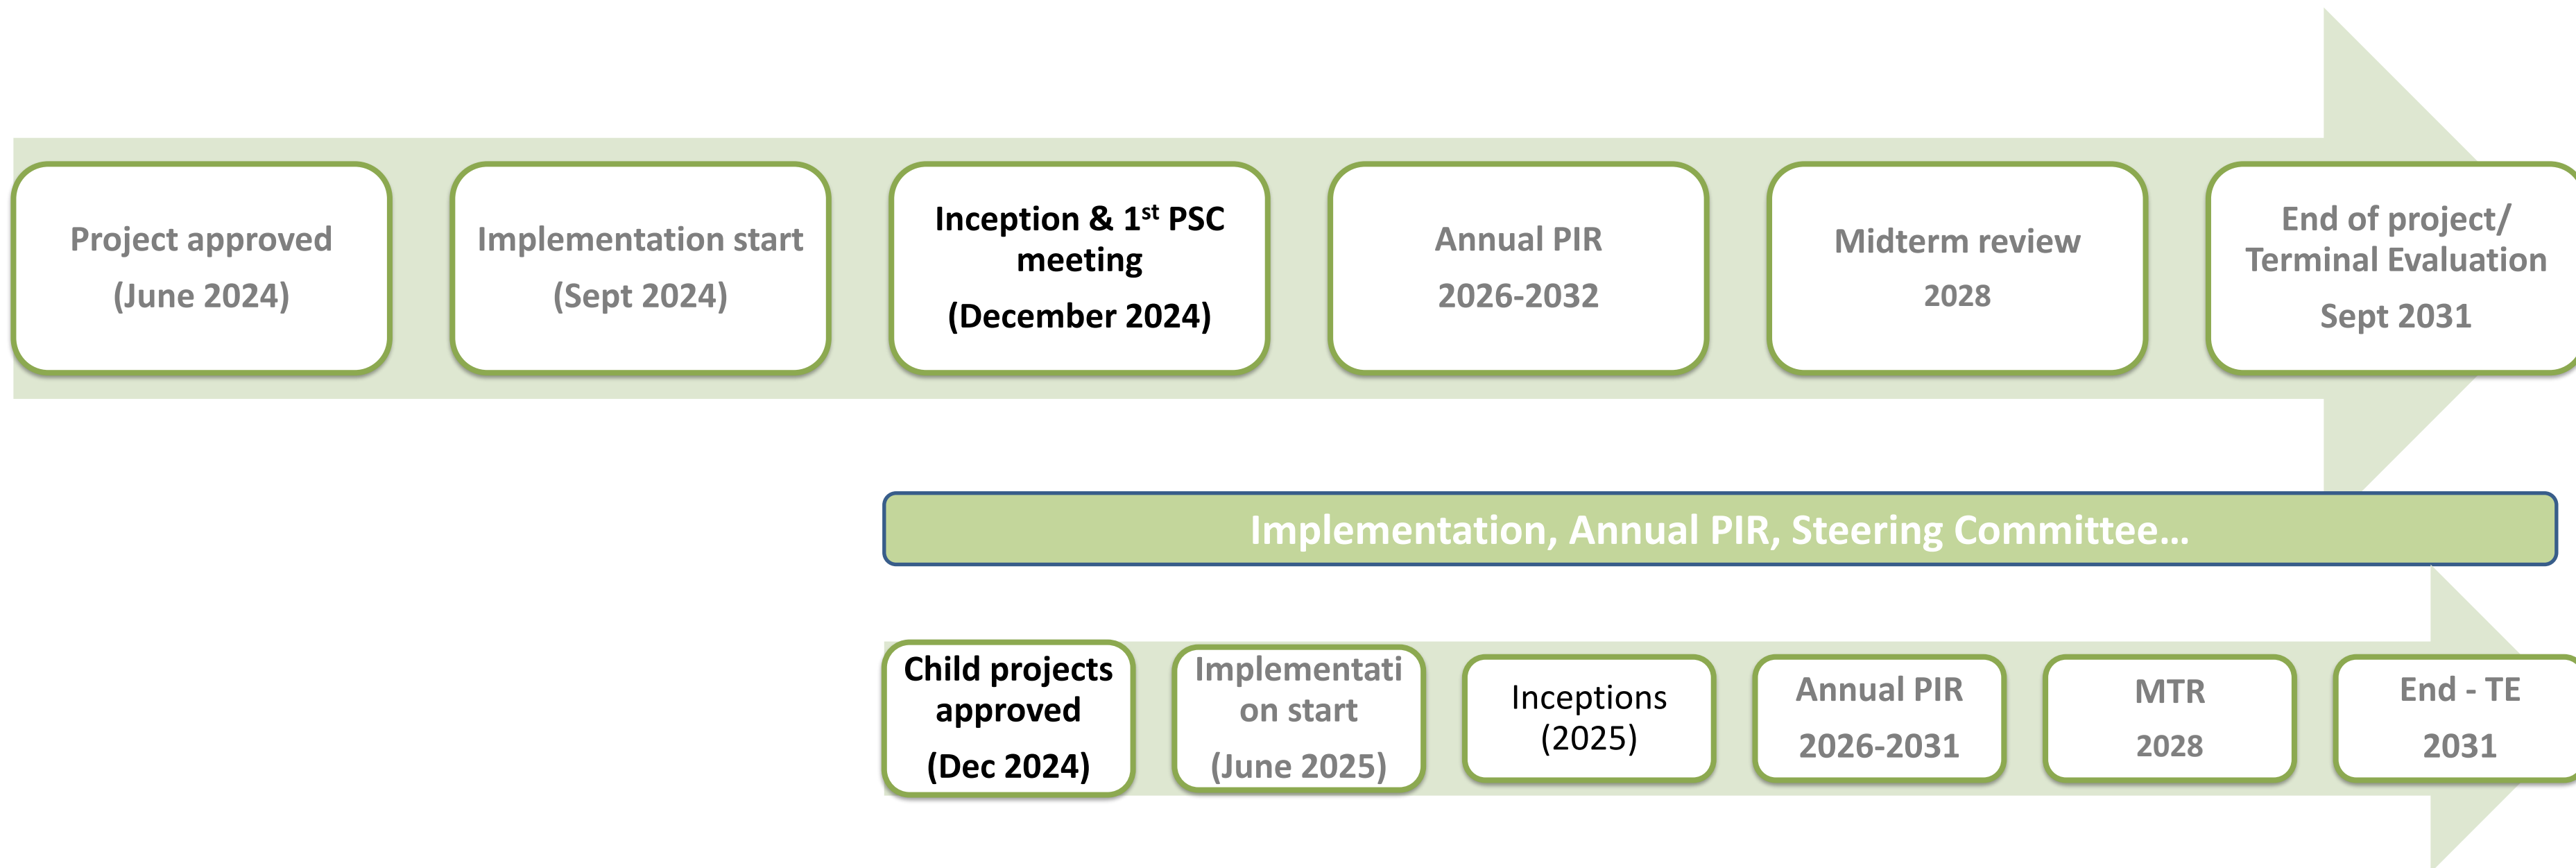 Project approved
(June 2024)
Implementation start
(Sept 2024)
Inception & 1st PSC
meeting
(December 2024)
Annual PIR
2026-2032
Midterm review
2028
End of project/
Terminal Evaluation
Sept 2031
Implementation, Annual PIR, Steering Committee...
Child projects
approved
(Dec 2024)
Implementati
on start
(June 2025)
Inceptions
(2025)
Annual PIR
2026-2031
MTR
2028
End - TE
2031